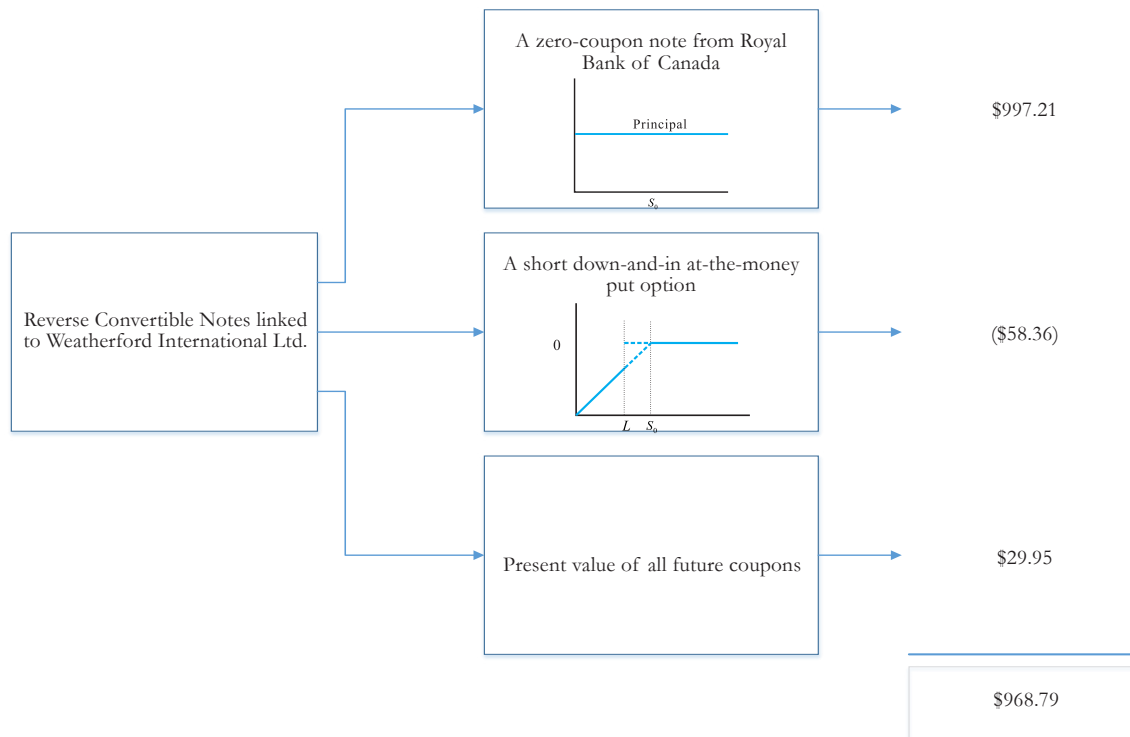 A zero-coupon note from Royal
Bank of Canada
Principal
S₀
$997.21
Reverse Convertible Notes linked
to Weatherford International Ltd.
A short down-and-in at-the-money
put option
0
L S₀
($58.36)
Present value of all future coupons
$29.95
$968.79